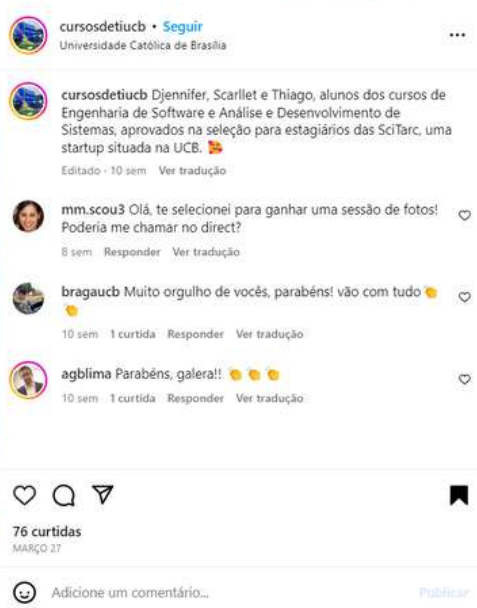 cursosdetiucb • Seguir
Universidade Católica de Brasília
cursosdetiucb Djennifer, Scarllet e Thiago, alunos dos cursos de
Engenharia de Software e Análise e Desenvolvimento de
Sistemas, aprovados na seleção para estagiários das SciTarc, uma
startup situada na UCB. 🥰
Editado · 10 sem Ver tradução
mm.scou3 Olá, te selecionei para ganhar uma sessão de fotos!
Poderia me chamar no direct?
8 sem Responder Ver tradução
bragaucb Muito orgulho de vocês, parabéns! vão com tudo 👏
👏
10 sem 1 curtida Responder Ver tradução
agblima Parabéns, galera!! 👏 👏 👏
10 sem 1 curtida Responder Ver tradução
76 curtidas
MARÇO 27
Adicione um comentário... Publicar